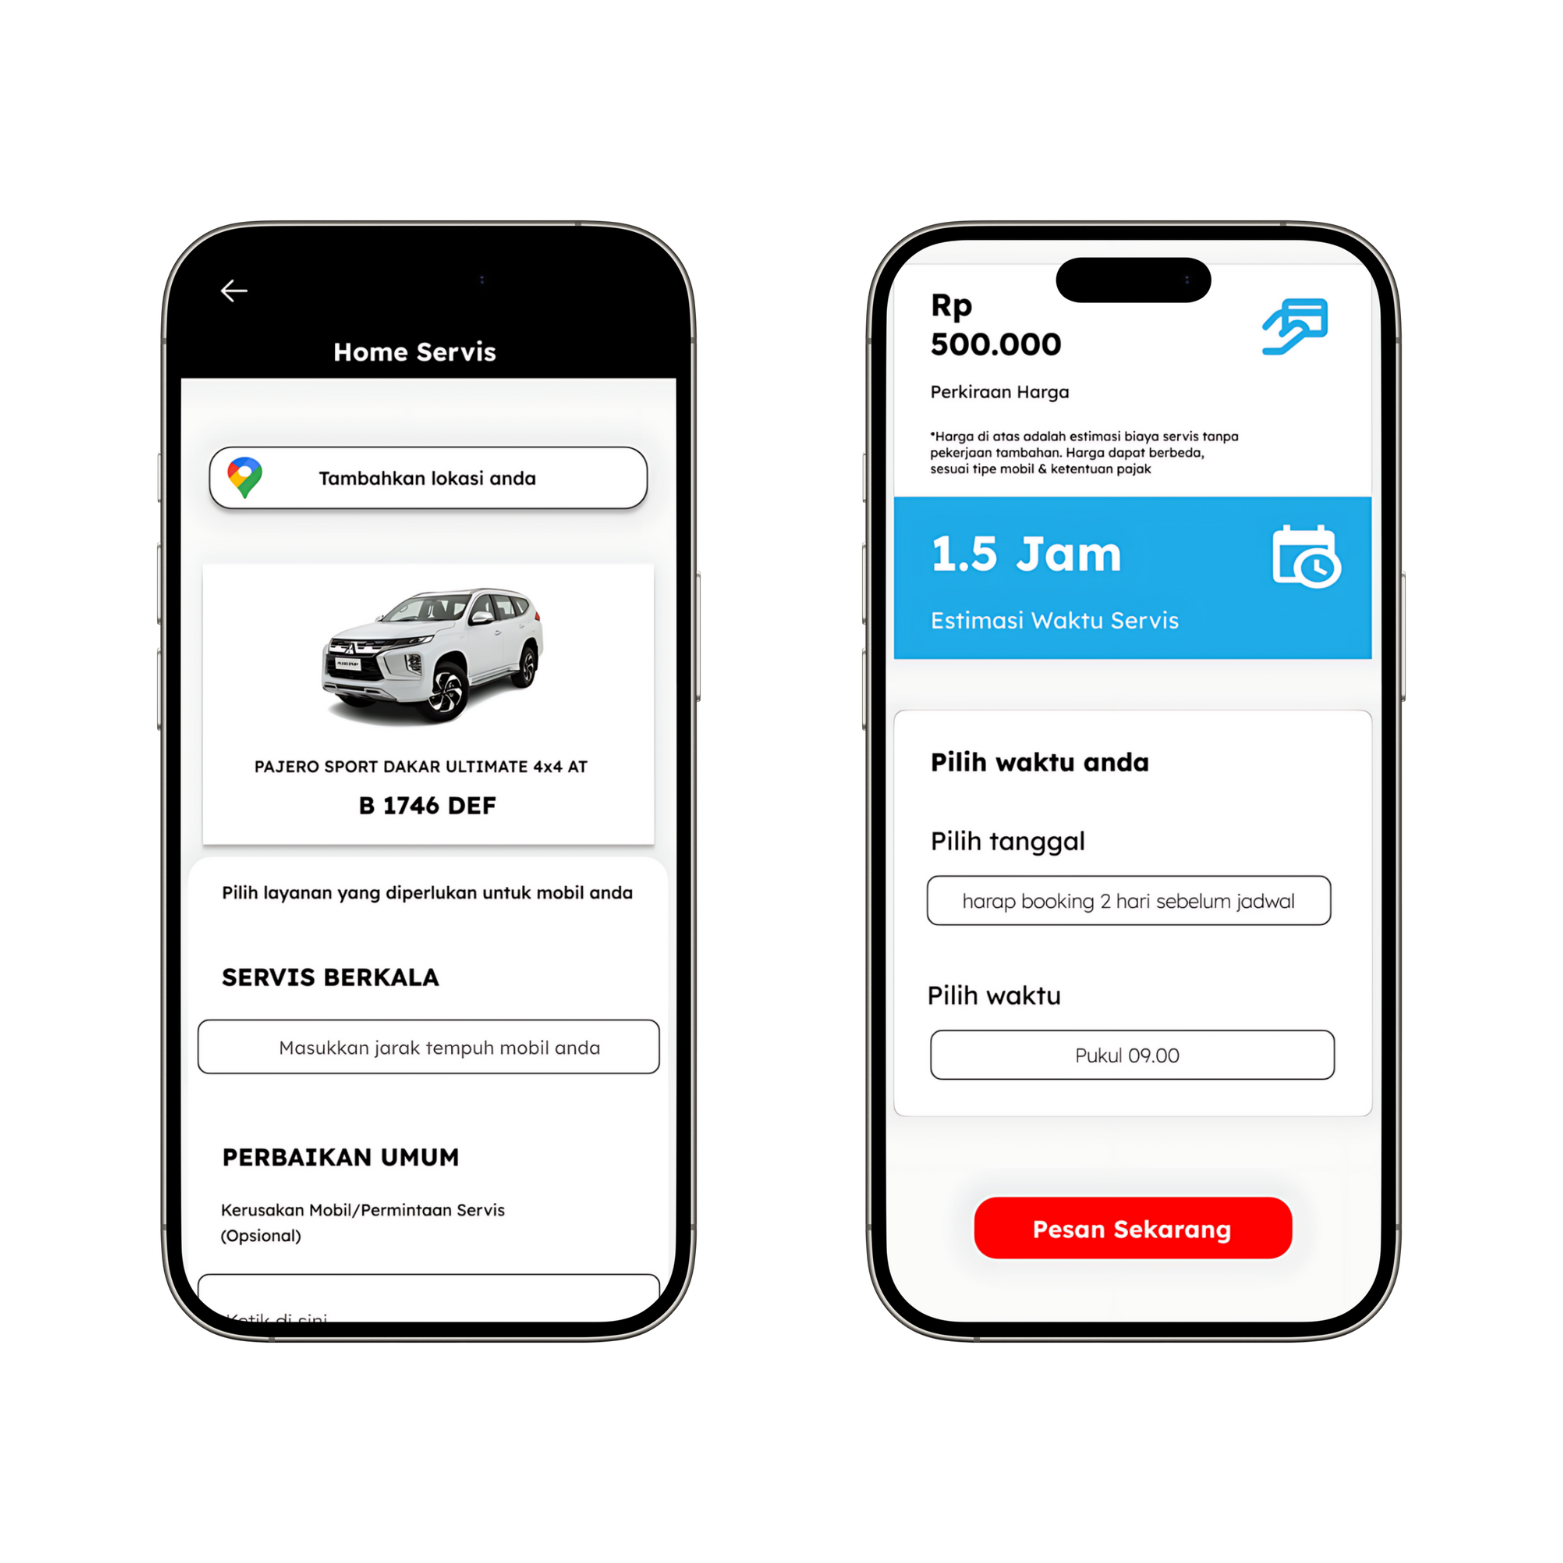 Home Servis
Tambahkan lokasi anda
PAJERO SPORT DAKAR ULTIMATE 4x4 AT
B 1746 DEF
Pilih layanan yang diperlukan untuk mobil anda
SERVIS BERKALA
Masukkan jarak tempuh mobil anda
PERBAIKAN UMUM
Kerusakan Mobil/Permintaan Servis
(Opsional)
Ketik di sini
Rp
500.000
Perkiraan Harga
*Harga di atas adalah estimasi biaya servis tanpa
pekerjaan tambahan. Harga dapat berbeda,
sesuai tipe mobil & ketentuan pajak
1.5 Jam
Estimasi Waktu Servis
Pilih waktu anda
Pilih tanggal
harap booking 2 hari sebelum jadwal
Pilih waktu
Pukul 09.00
Pesan Sekarang